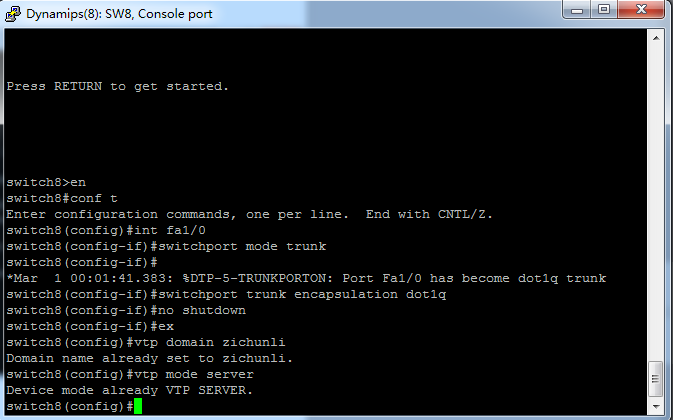 Dynamips(8): SW8, Console port
Press RETURN to get started.
switch8>en
switch8#conf t
Enter configuration commands, one per line.  End with CNTL/Z.
switch8(config)#int fa1/0
switch8(config-if)#switchport mode trunk
switch8(config-if)#
*Mar  1 00:01:41.383: %DTP-5-TRUNKPORTON: Port Fa1/0 has become dot1q trunk
switch8(config-if)#switchport trunk encapsulation dot1q
switch8(config-if)#no shutdown
switch8(config-if)#ex
switch8(config)#vtp domain zichunli
Domain name already set to zichunli.
switch8(config)#vtp mode server
Device mode already VTP SERVER.
switch8(config)#